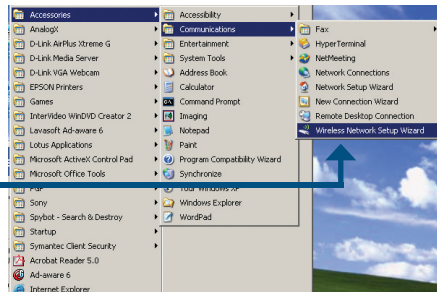 Accessories
AnalogX
D-Link AirPlus Xtreme G
D-Link Media Server
D-Link VGA Webcam
EPSON Printers
Games
InterVideo WinDVD Creator 2
Lavasoft Ad-aware 6
Lotus Applications
Microsoft ActiveX Control Pad
Microsoft Office Tools
PGP
Sony
Spybot - Search & Destroy
Startup
Symantec Client Security
Acrobat Reader 5.0
Ad-aware 6
Internet Explorer
Accessibility
Communications
Entertainment
System Tools
Address Book
Calculator
Command Prompt
Imaging
Notepad
Paint
Program Compatibility Wizard
Synchronize
Tour Windows XP
Windows Explorer
WordPad
Fax
HyperTerminal
NetMeeting
Network Connections
Network Setup Wizard
New Connection Wizard
Remote Desktop Connection
Wireless Network Setup Wizard